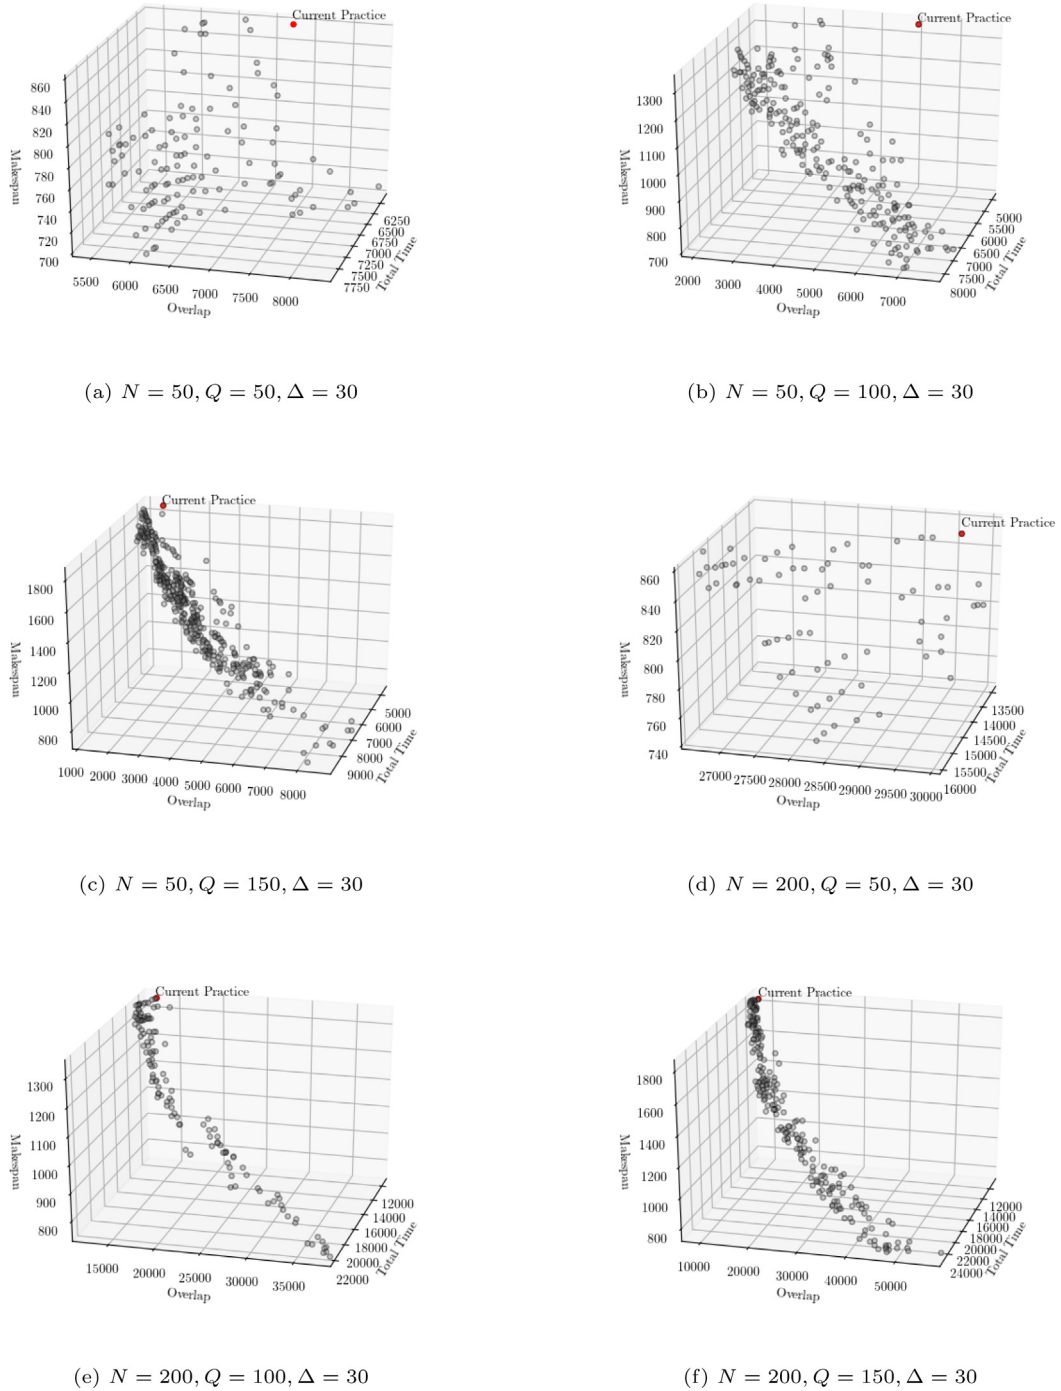 Current Practice
860
840
820
800
780
760
740
720
700
Makespan
5500 6000 6500 7000 7500 8000
Overlap
6250
6500
6750
7000
7250
7500
7750
Total Time
(a) N = 50, Q = 50, Δ = 30
Current Practice
1300
1200
1100
1000
900
800
700
Makespan
2000 3000 4000 5000 6000 7000
Overlap
5000
5500
6000
6500
7000
7500
8000
Total Time
(b) N = 50, Q = 100, Δ = 30
Current Practice
1800
1600
1400
1200
1000
800
Makespan
1000 2000 3000 4000 5000 6000 7000 8000
Overlap
5000
6000
7000
8000
9000
Total Time
(c) N = 50, Q = 150, Δ = 30
Current Practice
860
840
820
800
780
760
740
Makespan
27000 27500 28000 28500 29000 29500 30000
Overlap
13500
14000
14500
15000
15500
16000
Total Time
(d) N = 200, Q = 50, Δ = 30
Current Practice
1300
1200
1100
1000
900
800
Makespan
15000 20000 25000 30000 35000
Overlap
12000
14000
16000
18000
20000
22000
Total Time
(e) N = 200, Q = 100, Δ = 30
Current Practice
1800
1600
1400
1200
1000
800
Makespan
10000 20000 30000 40000 50000
Overlap
12000
14000
16000
18000
20000
22000
24000
Total Time
(f) N = 200, Q = 150, Δ = 30